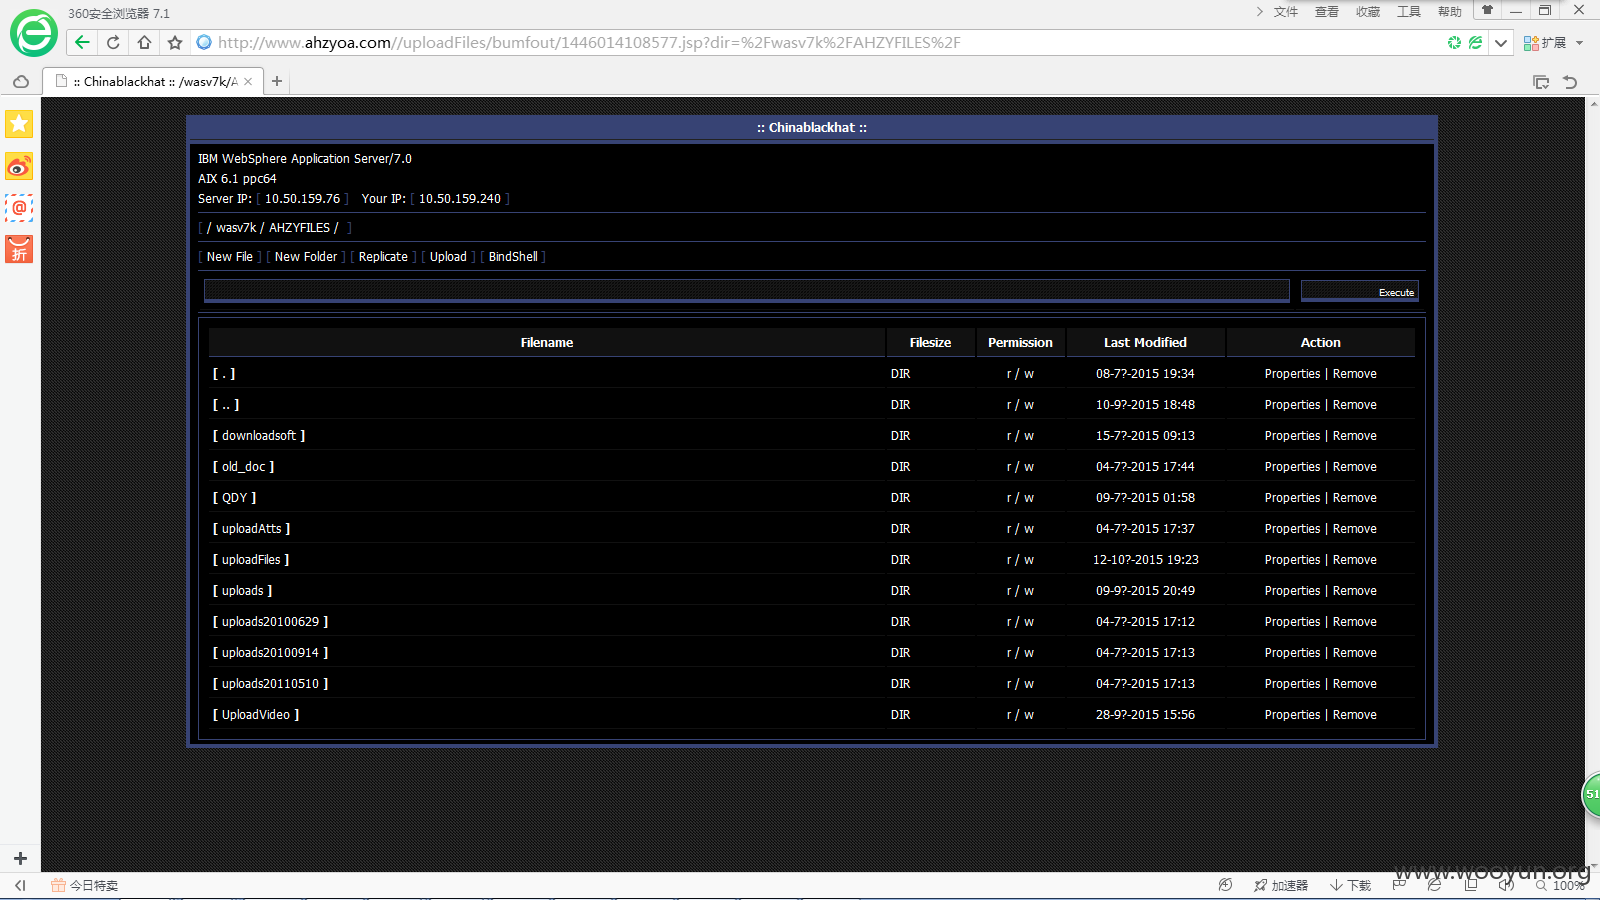 360安全浏览器 7.1
文件 查看 收藏 工具 帮助
http://www.ahzyoa.com//uploadFiles/bumfout/1446014108577.jsp?dir=%2Fwasv7k%2FAHZYFILES%2F
扩展
:: Chinablackhat :: /wasv7k/A
折
:: Chinablackhat ::
IBM WebSphere Application Server/7.0
AIX 6.1 ppc64
Server IP: [ 10.50.159.76 ] Your IP: [ 10.50.159.240 ]
[ / wasv7k / AHZYFILES / ]
[ New File ] [ New Folder ] [ Replicate ] [ Upload ] [ BindShell ]
Execute
Filename Filesize Permission Last Modified Action
[ . ] DIR r / w 08-7?-2015 19:34 Properties | Remove
[ .. ] DIR r / w 10-9?-2015 18:48 Properties | Remove
[ downloadsoft ] DIR r / w 15-7?-2015 09:13 Properties | Remove
[ old_doc ] DIR r / w 04-7?-2015 17:44 Properties | Remove
[ QDY ] DIR r / w 09-7?-2015 01:58 Properties | Remove
[ uploadAtts ] DIR r / w 04-7?-2015 17:37 Properties | Remove
[ uploadFiles ] DIR r / w 12-10?-2015 19:23 Properties | Remove
[ uploads ] DIR r / w 09-9?-2015 20:49 Properties | Remove
[ uploads20100629 ] DIR r / w 04-7?-2015 17:12 Properties | Remove
[ uploads20100914 ] DIR r / w 04-7?-2015 17:13 Properties | Remove
[ uploads20110510 ] DIR r / w 04-7?-2015 17:13 Properties | Remove
[ UploadVideo ] DIR r / w 28-9?-2015 15:56 Properties | Remove
51
www.wooyun.org
今日特卖
加速器 下载 100%